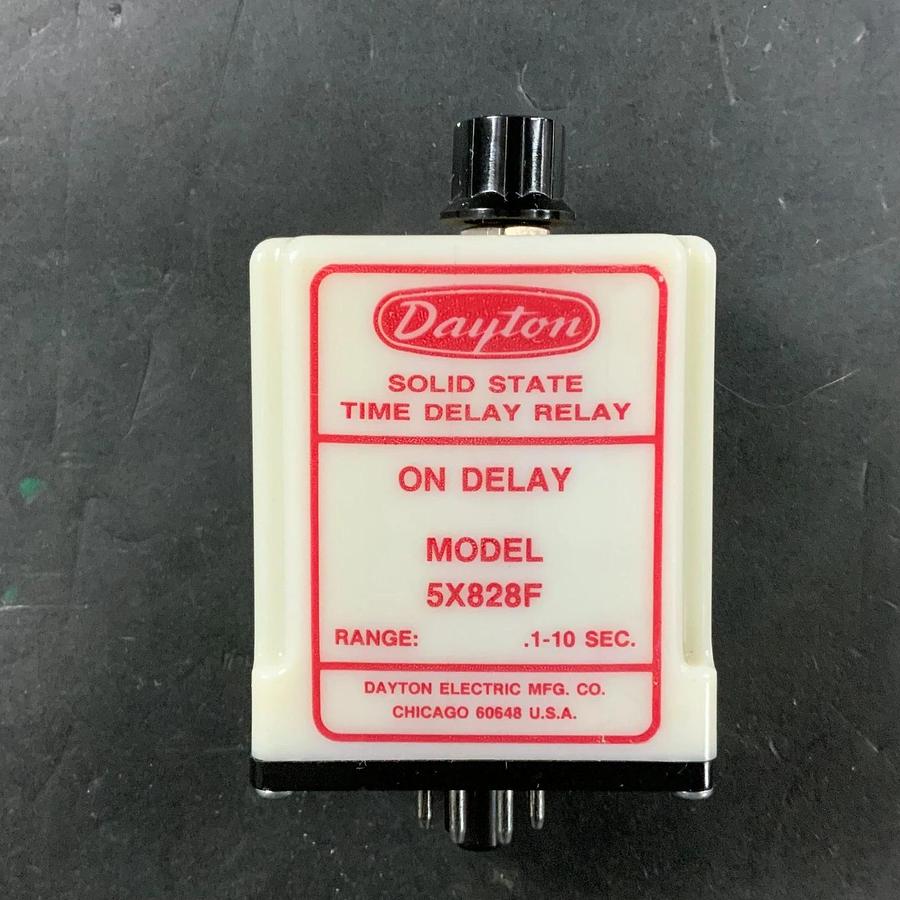 Dayton
SOLID STATE
TIME DELAY RELAY
ON DELAY
MODEL
5X828F
RANGE: .1-10 SEC.
DAYTON ELECTRIC MFG. CO.
CHICAGO 60648 U.S.A.